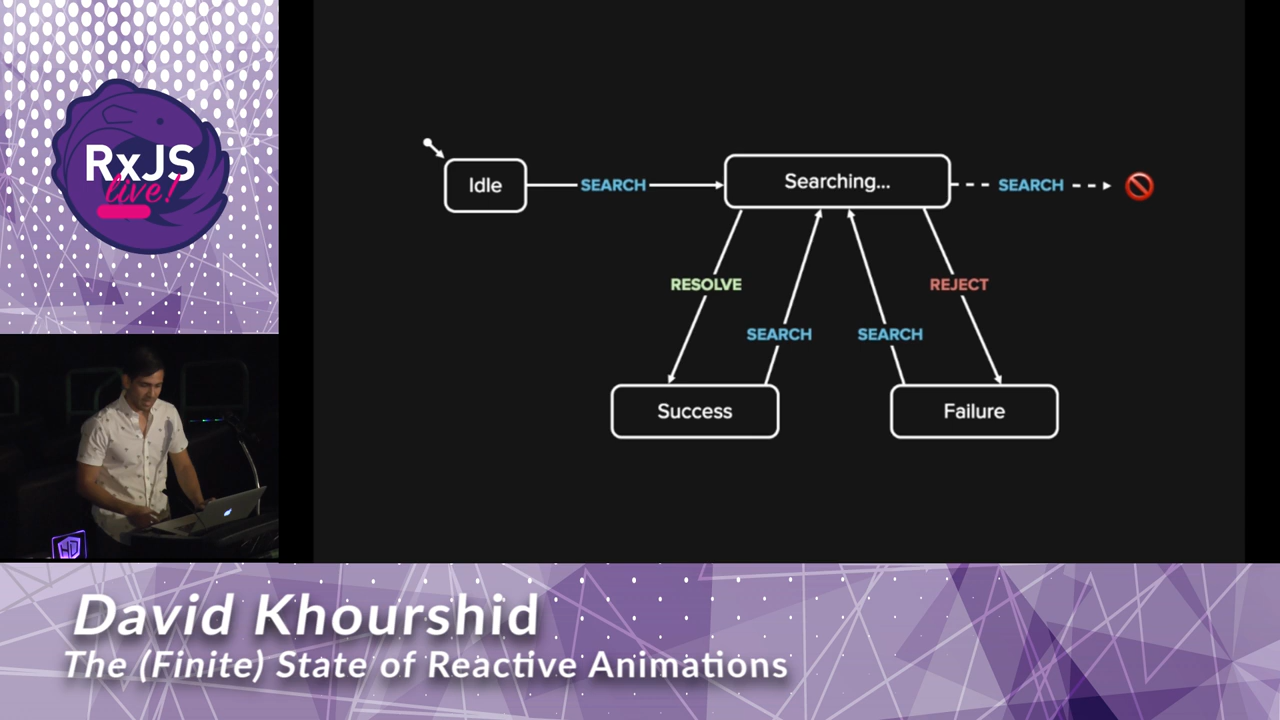 RxJS
live!
Idle
SEARCH
Searching...
SEARCH
RESOLVE
REJECT
SEARCH
SEARCH
Success
Failure
HD
David Khourshid
The (Finite) State of Reactive Animations